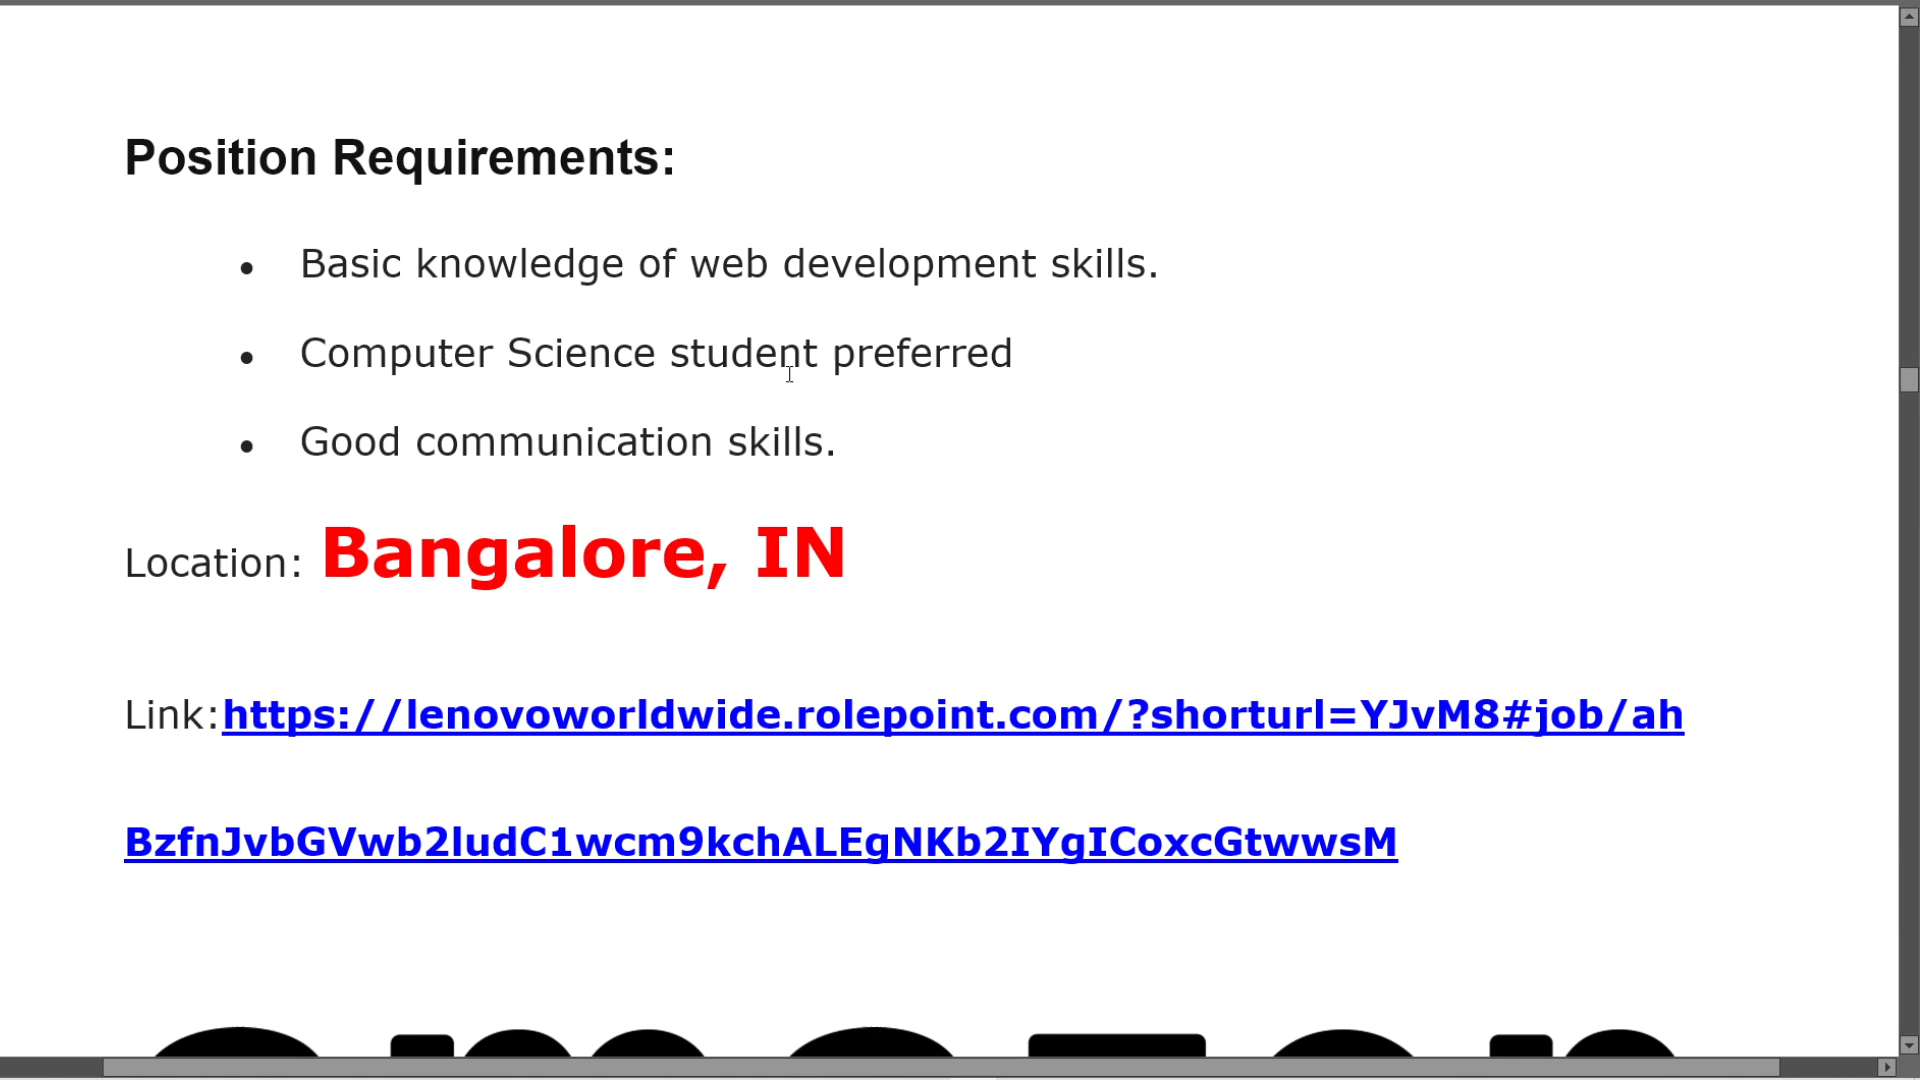 Position Requirements:
• Basic knowledge of web development skills.
• Computer Science student preferred
• Good communication skills.
Location: Bangalore, IN
Link:https://lenovoworldwide.rolepoint.com/?shorturl=YJvM8#job/ah
BzfnJvbGVwb2ludC1wcm9kchALEgNKb2IYgICoxcGtwwsM